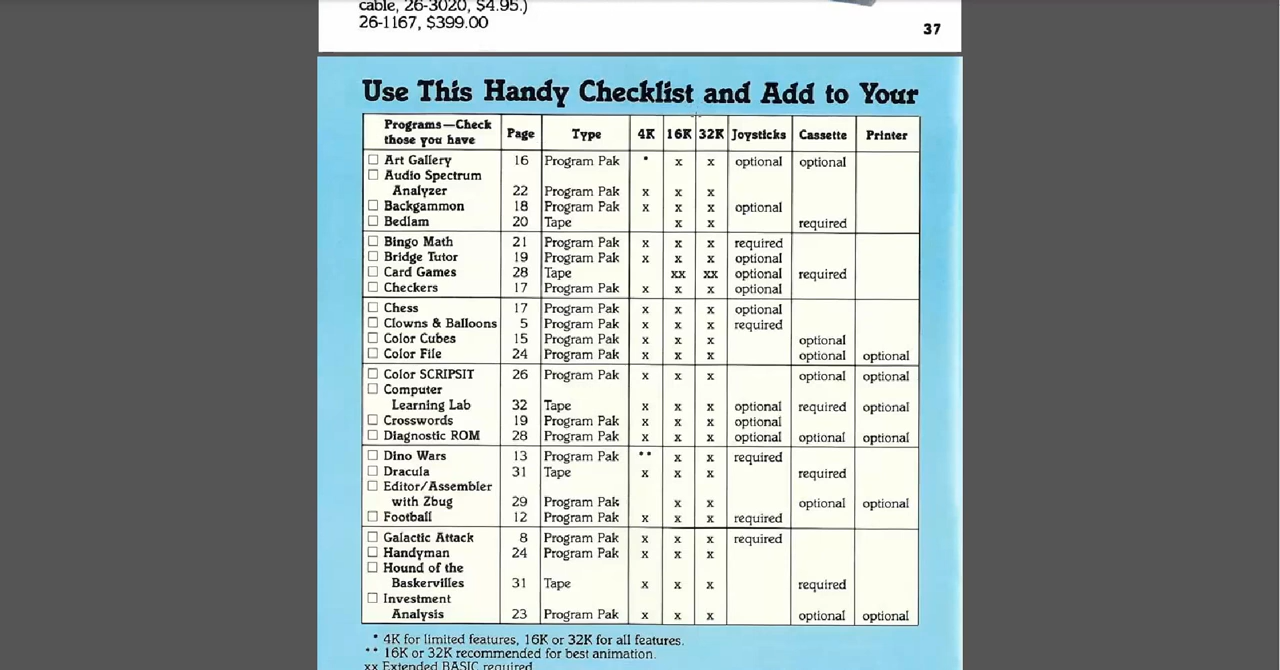 cable, 26-3020, $4.95.)
26-1167, $399.00
37
Use This Handy Checklist and Add to Your
Programs—Check those you have Page Type 4K 16K 32K Joysticks Cassette Printer
☐ Art Gallery 16 Program Pak * x x optional optional
☐ Audio Spectrum
Analyzer 22 Program Pak x x x
☐ Backgammon 18 Program Pak x x x optional
☐ Bedlam 20 Tape x x required
☐ Bingo Math 21 Program Pak x x x required
☐ Bridge Tutor 19 Program Pak x x x optional
☐ Card Games 28 Tape xx xx optional required
☐ Checkers 17 Program Pak x x x optional
☐ Chess 17 Program Pak x x x optional
☐ Clowns & Balloons 5 Program Pak x x x required
☐ Color Cubes 15 Program Pak x x x optional
☐ Color File 24 Program Pak x x x optional optional
☐ Color SCRIPSIT 26 Program Pak x x x optional optional
☐ Computer
Learning Lab 32 Tape x x x optional required optional
☐ Crosswords 19 Program Pak x x x optional
☐ Diagnostic ROM 28 Program Pak x x x optional optional optional
☐ Dino Wars 13 Program Pak ** x x required
☐ Dracula 31 Tape x x x required
☐ Editor/Assembler
with Zbug 29 Program Pak x x optional optional
☐ Football 12 Program Pak x x x required
☐ Galactic Attack 8 Program Pak x x x required
☐ Handyman 24 Program Pak x x x
☐ Hound of the
Baskervilles 31 Tape x x x required
☐ Investment
Analysis 23 Program Pak x x x optional optional
* 4K for limited features, 16K or 32K for all features.
** 16K or 32K recommended for best animation.
xx Extended BASIC required